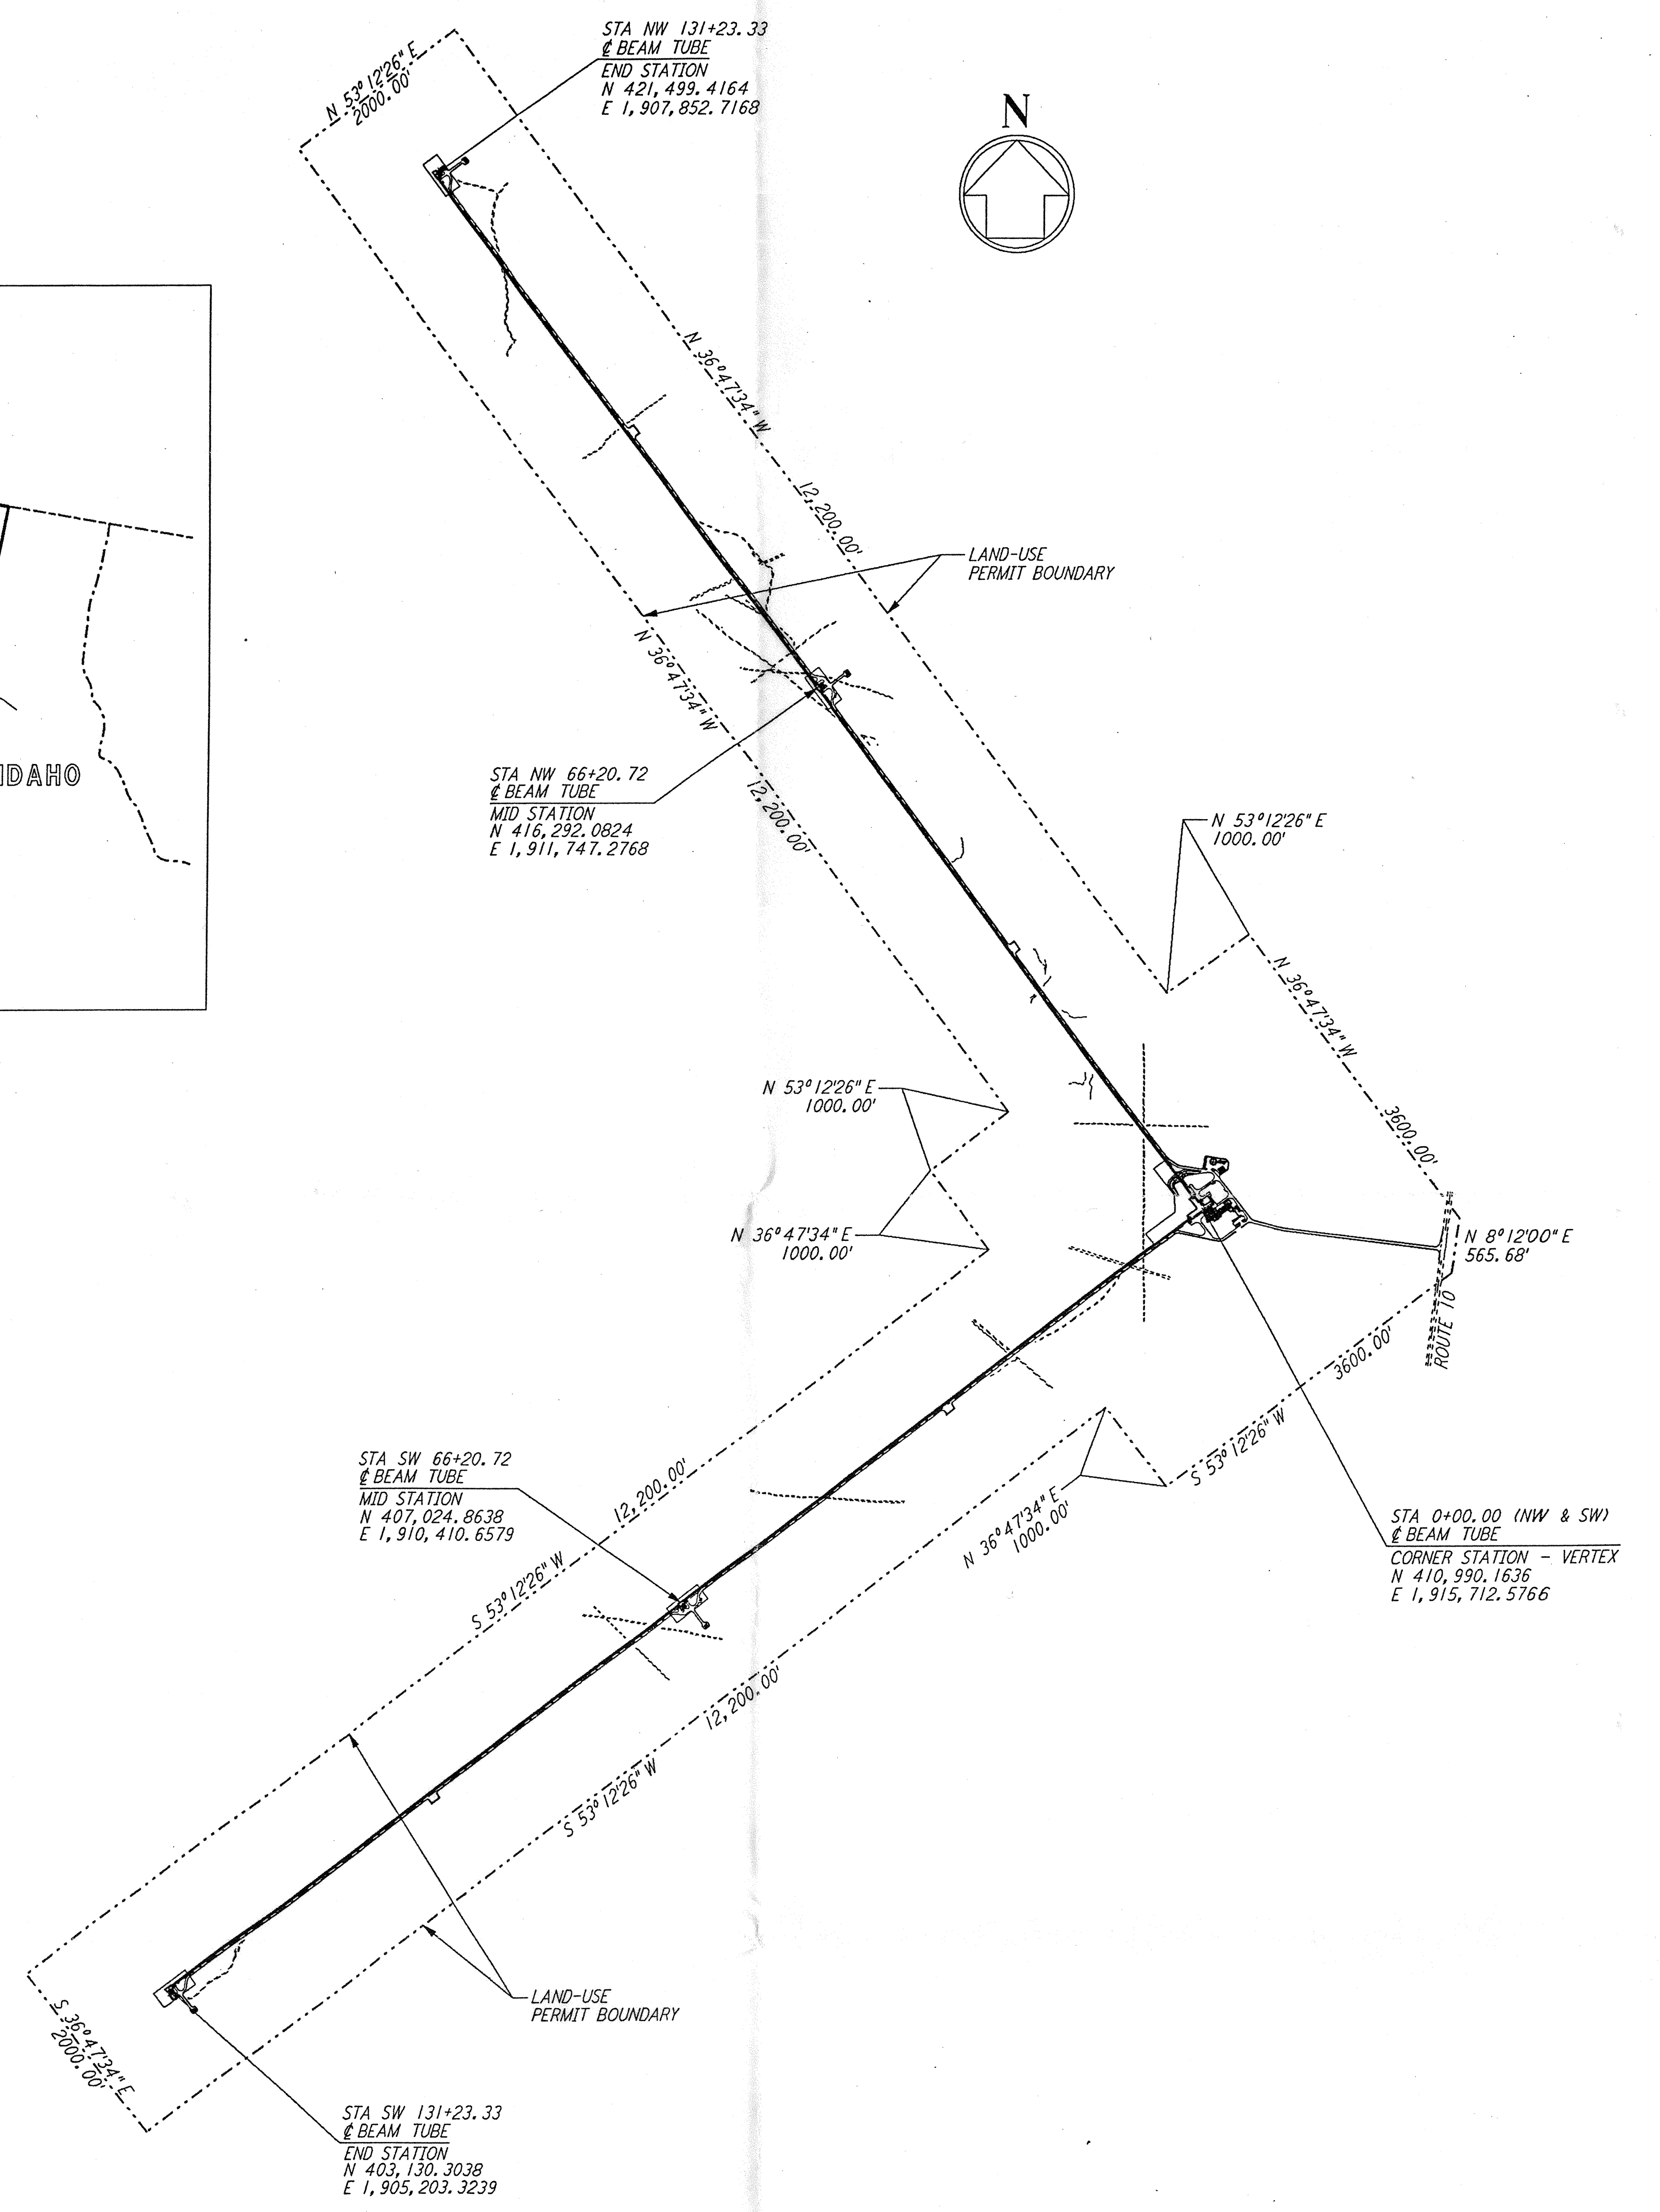 STA NW 131+23.33
℄ BEAM TUBE
END STATION
N 421,499.4164
E 1,907,852.7168
N 53°12'26" E
2000.00'
N
N 36°47'34" W
12,200.00'
LAND-USE
PERMIT BOUNDARY
N 36°47'34" W
12,200.00'
IDAHO
STA NW 66+20.72
℄ BEAM TUBE
MID STATION
N 416,292.0824
E 1,911,747.2768
N 53°12'26" E
1000.00'
N 36°47'34" W
3600.00'
N 53°12'26" E
1000.00'
N 36°47'34" E
1000.00'
N 8°12'00" E
565.68'
ROUTE 10
3600.00'
S 53°12'26" W
N 36°47'34" E
1000.00'
STA SW 66+20.72
℄ BEAM TUBE
MID STATION
N 407,024.8638
E 1,910,410.6579
12,200.00'
S 53°12'26" W
STA 0+00.00 (NW & SW)
℄ BEAM TUBE
CORNER STATION - VERTEX
N 410,990.1636
E 1,915,712.5766
12,200.00'
S 53°12'26" W
LAND-USE
PERMIT BOUNDARY
S 36°47'34" E
2000.00'
STA SW 131+23.33
℄ BEAM TUBE
END STATION
N 403,130.3038
E 1,905,203.3239